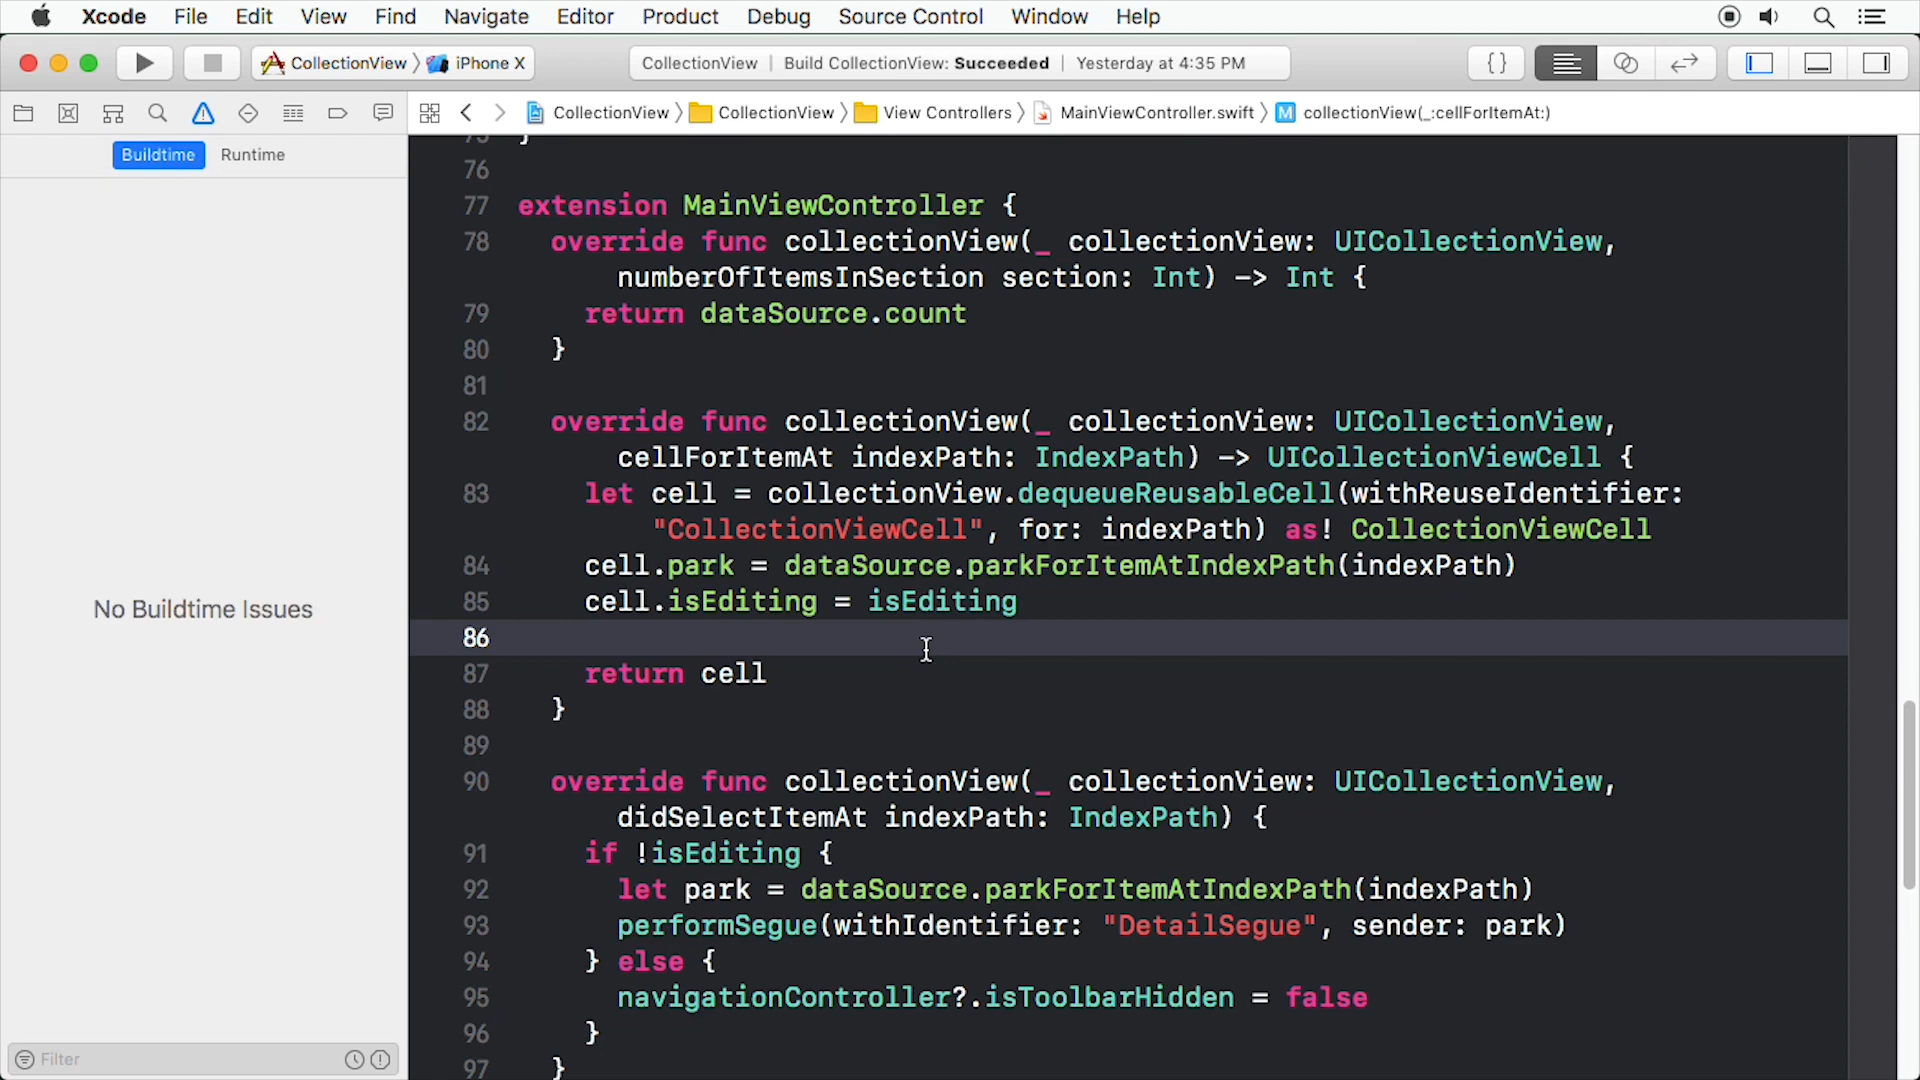 Xcode File Edit View Find Navigate Editor Product Debug Source Control Window Help
CollectionView iPhone X CollectionView | Build CollectionView: Succeeded | Yesterday at 4:35 PM { }
CollectionView CollectionView View Controllers MainViewController.swift M collectionView(_:cellForItemAt:)
Buildtime Runtime
No Buildtime Issues
Filter
75 }
76
77 extension MainViewController {
78 override func collectionView(_ collectionView: UICollectionView,
numberOfItemsInSection section: Int) -> Int {
79 return dataSource.count
80 }
81
82 override func collectionView(_ collectionView: UICollectionView,
cellForItemAt indexPath: IndexPath) -> UICollectionViewCell {
83 let cell = collectionView.dequeueReusableCell(withReuseIdentifier:
"CollectionViewCell", for: indexPath) as! CollectionViewCell
84 cell.park = dataSource.parkForItemAtIndexPath(indexPath)
85 cell.isEditing = isEditing
86
87 return cell
88 }
89
90 override func collectionView(_ collectionView: UICollectionView,
didSelectItemAt indexPath: IndexPath) {
91 if !isEditing {
92 let park = dataSource.parkForItemAtIndexPath(indexPath)
93 performSegue(withIdentifier: "DetailSegue", sender: park)
94 } else {
95 navigationController?.isToolbarHidden = false
96 }
97 }